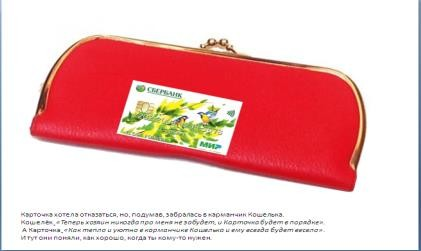 СБЕРБАНК
МИР
Карточка хотела отказаться, но, подумав, забралась в карманчик Кошелька.
Кошелёк: «Теперь хозяин никогда про меня не забудет, и Карточка будет в порядке».
А Карточка: «Как тепло и уютно в карманчике Кошелька и ему всегда будет весело».
И тут они поняли, как хорошо, когда ты кому-то нужен.